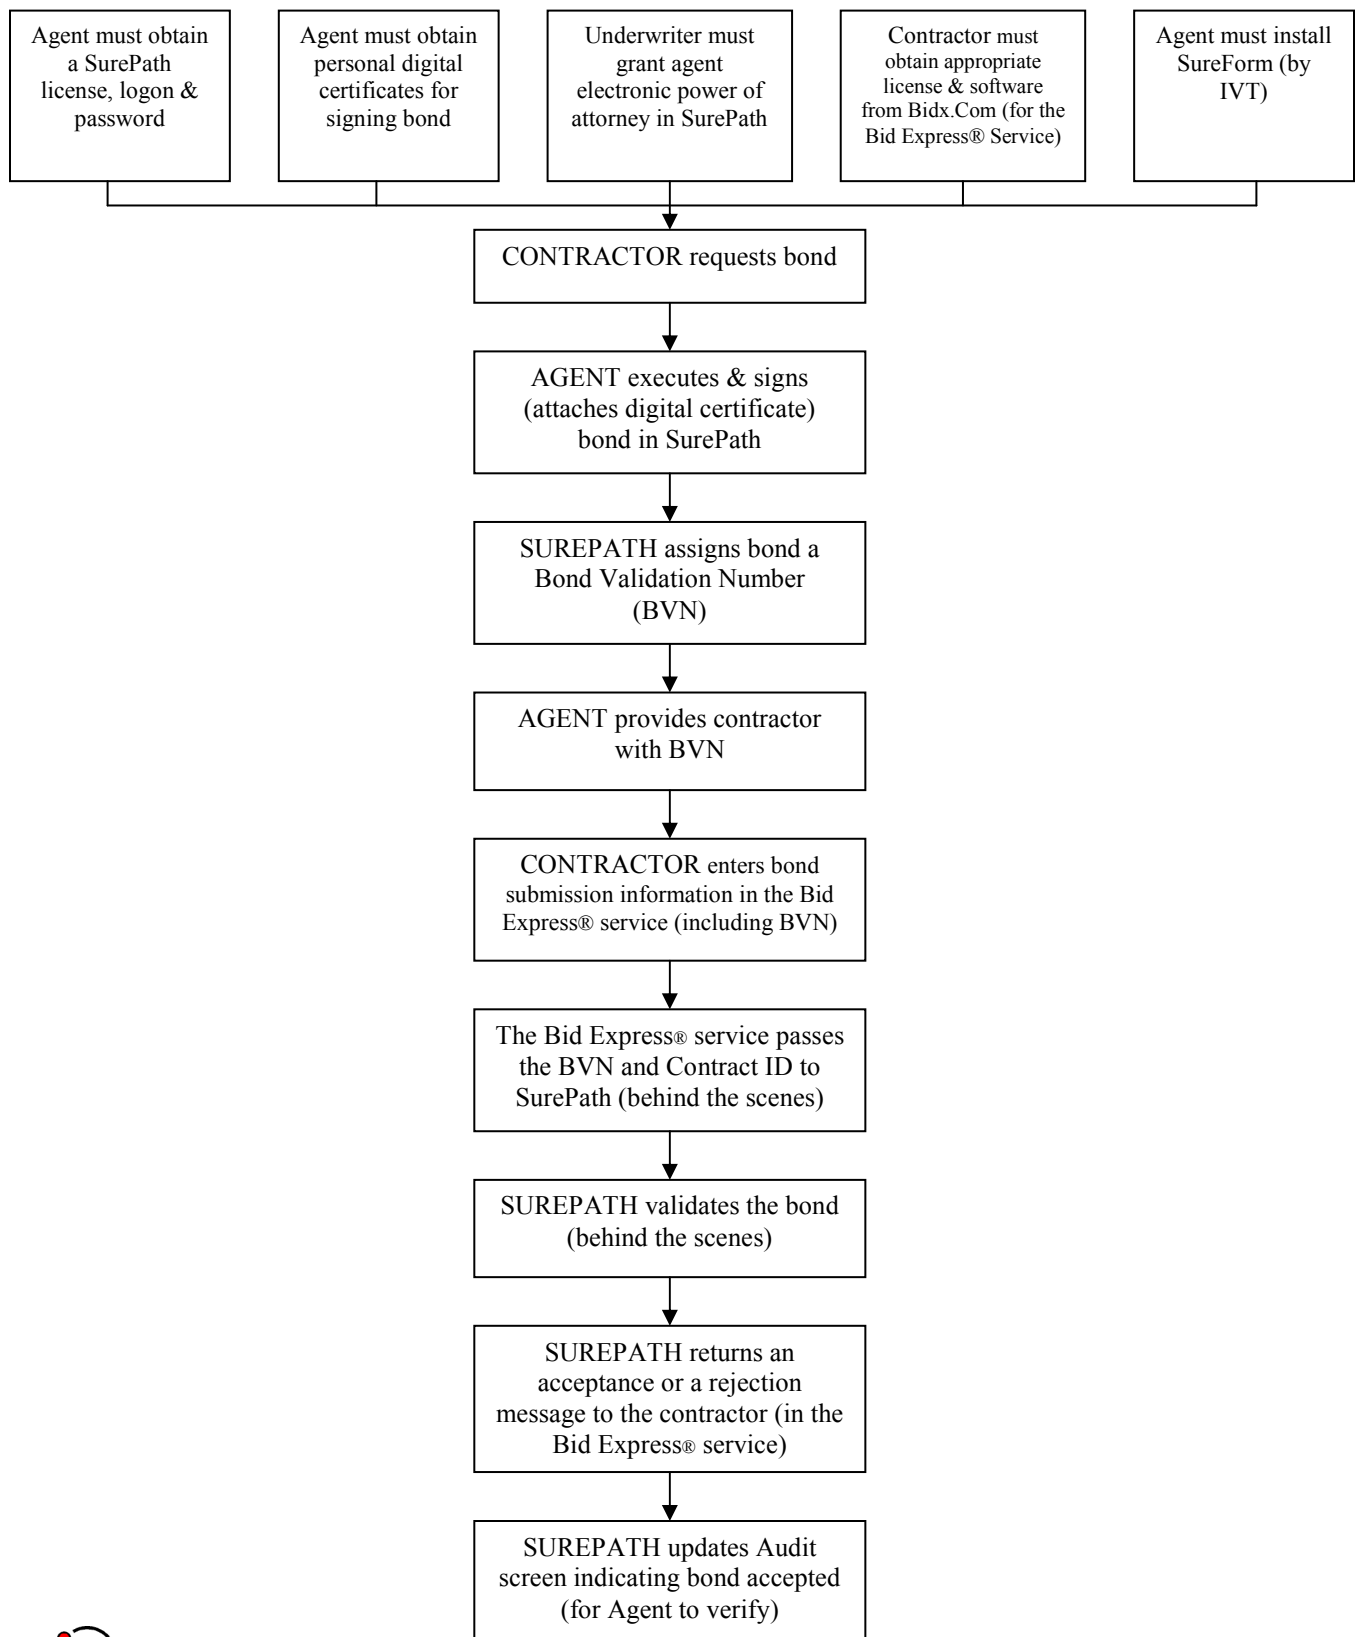 Agent must obtain
a SurePath
license, logon &
password
Agent must obtain
personal digital
certificates for
signing bond
Underwriter must
grant agent
electronic power of
attorney in SurePath
Contractor must
obtain appropriate
license & software
from Bidx.Com (for the
Bid Express® Service)
Agent must install
SureForm (by
IVT)
CONTRACTOR requests bond
AGENT executes & signs
(attaches digital certificate)
bond in SurePath
SUREPATH assigns bond a
Bond Validation Number
(BVN)
AGENT provides contractor
with BVN
CONTRACTOR enters bond
submission information in the Bid
Express® service (including BVN)
The Bid Express® service passes
the BVN and Contract ID to
SurePath (behind the scenes)
SUREPATH validates the bond
(behind the scenes)
SUREPATH returns an
acceptance or a rejection
message to the contractor (in the
Bid Express® service)
SUREPATH updates Audit
screen indicating bond accepted
(for Agent to verify)